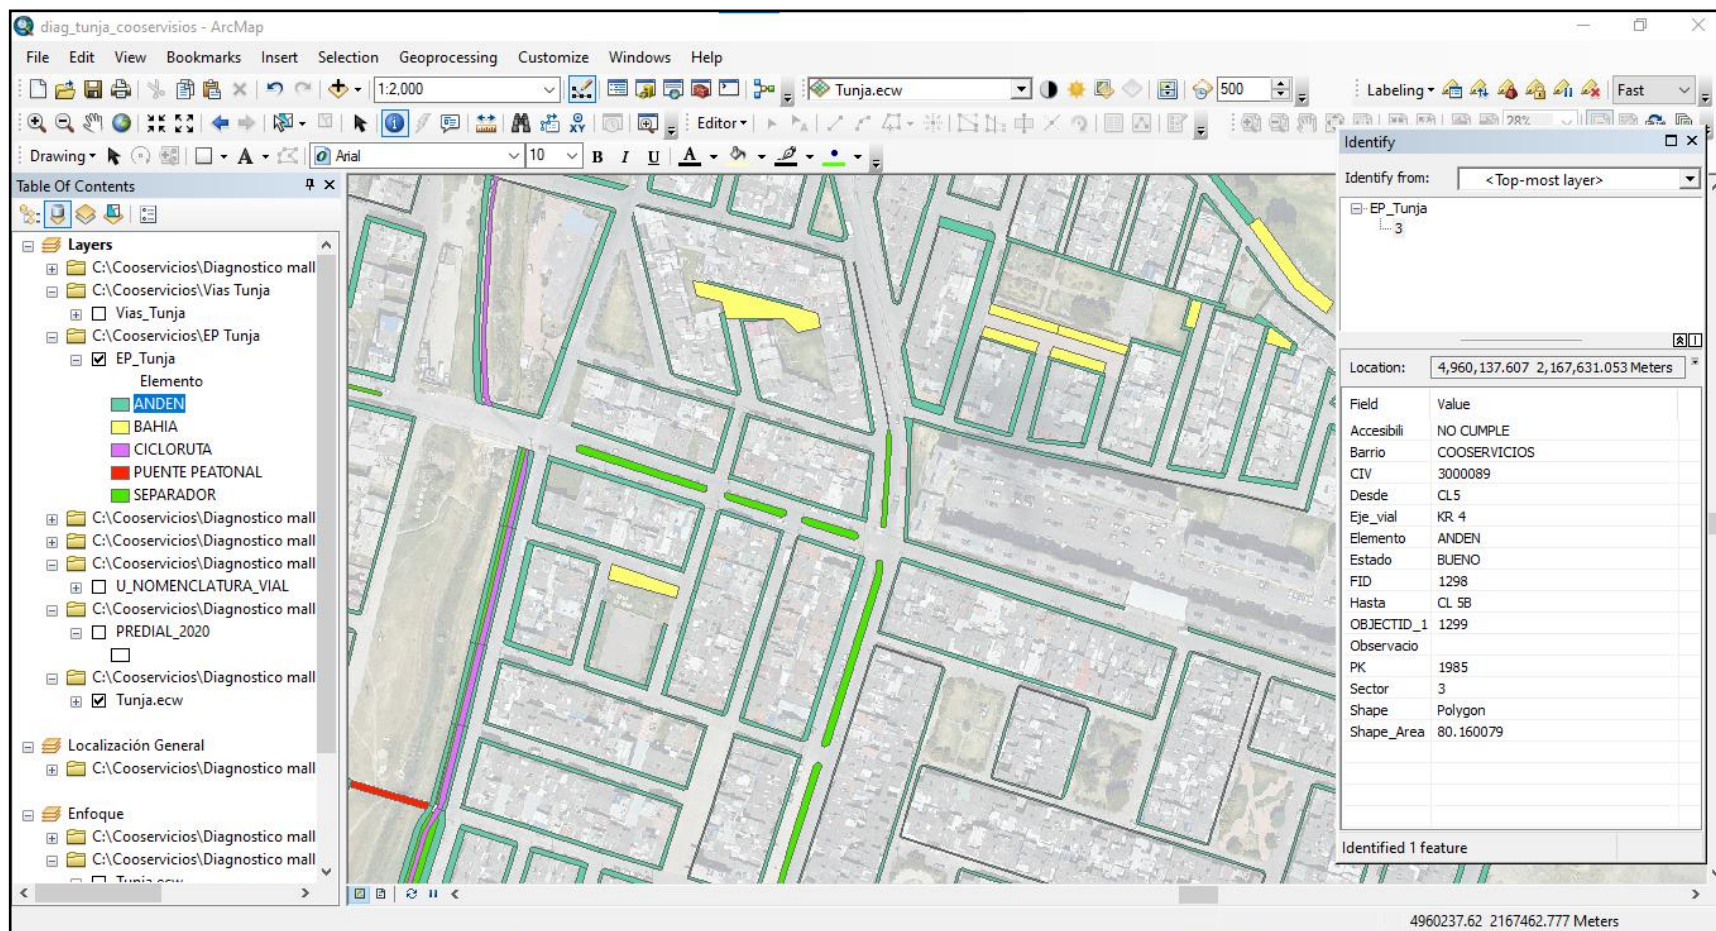 diag_tunja_cooservisios - ArcMap
File Edit View Bookmarks Insert Selection Geoprocessing Customize Windows Help
1:2,000 Tunja.ecw 500 Labeling Fast
Editor 28%
Drawing Arial 10 B I U A
Table Of Contents
Layers
C:\Cooservicios\Diagnostico mall
C:\Cooservicios\Vias Tunja
Vias_Tunja
C:\Cooservicios\EP Tunja
EP_Tunja
Elemento
ANDEN
BAHIA
CICLORUTA
PUENTE PEATONAL
SEPARADOR
C:\Cooservicios\Diagnostico mall
C:\Cooservicios\Diagnostico mall
C:\Cooservicios\Diagnostico mall
U_NOMENCLATURA_VIAL
C:\Cooservicios\Diagnostico mall
PREDIAL_2020
C:\Cooservicios\Diagnostico mall
Tunja.ecw
Localización General
C:\Cooservicios\Diagnostico mall
Enfoque
C:\Cooservicios\Diagnostico mall
C:\Cooservicios\Diagnostico mall
Tunja.ecw
Identify
Identify from: <Top-most layer>
EP_Tunja
3
Location: 4,960,137.607 2,167,631.053 Meters
Field Value
Accesibili NO CUMPLE
Barrio COOSERVICIOS
CIV 3000089
Desde CL5
Eje_vial KR 4
Elemento ANDEN
Estado BUENO
FID 1298
Hasta CL 5B
OBJECTID_1 1299
Observacio
PK 1985
Sector 3
Shape Polygon
Shape_Area 80.160079
Identified 1 feature
4960237.62 2167462.777 Meters